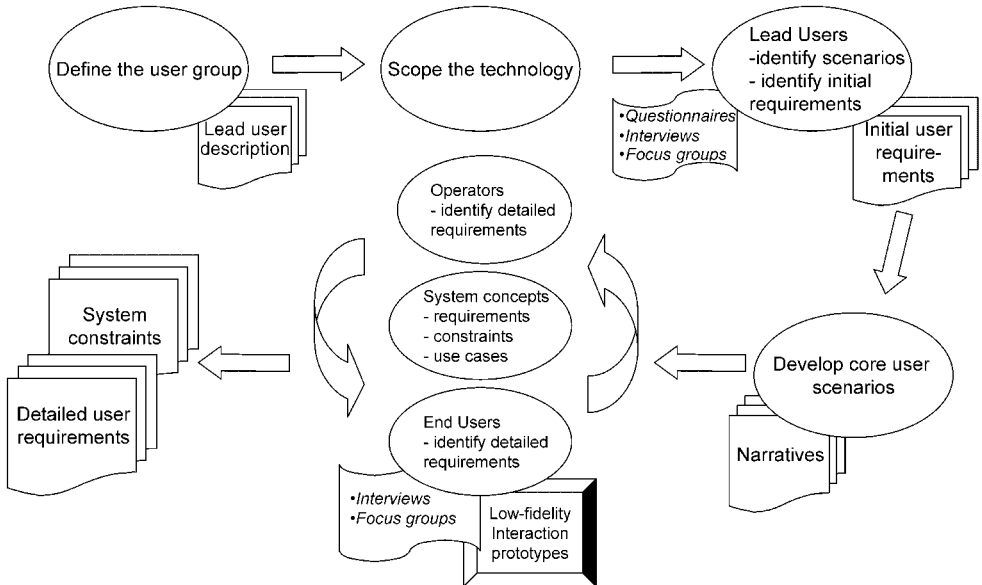 Define the user group
Lead user
description
Scope the technology
Lead Users
-identify scenarios
- identify initial
requirements
•Questionnaires
•Interviews
•Focus groups
Initial user
require-
ments
Operators
- identify detailed
requirements
System concepts
- requirements
- constraints
- use cases
End Users
- identify detailed
requirements
•Interviews
•Focus groups
Low-fidelity
Interaction
prototypes
Develop core user
scenarios
Narratives
System
constraints
Detailed user
requirements